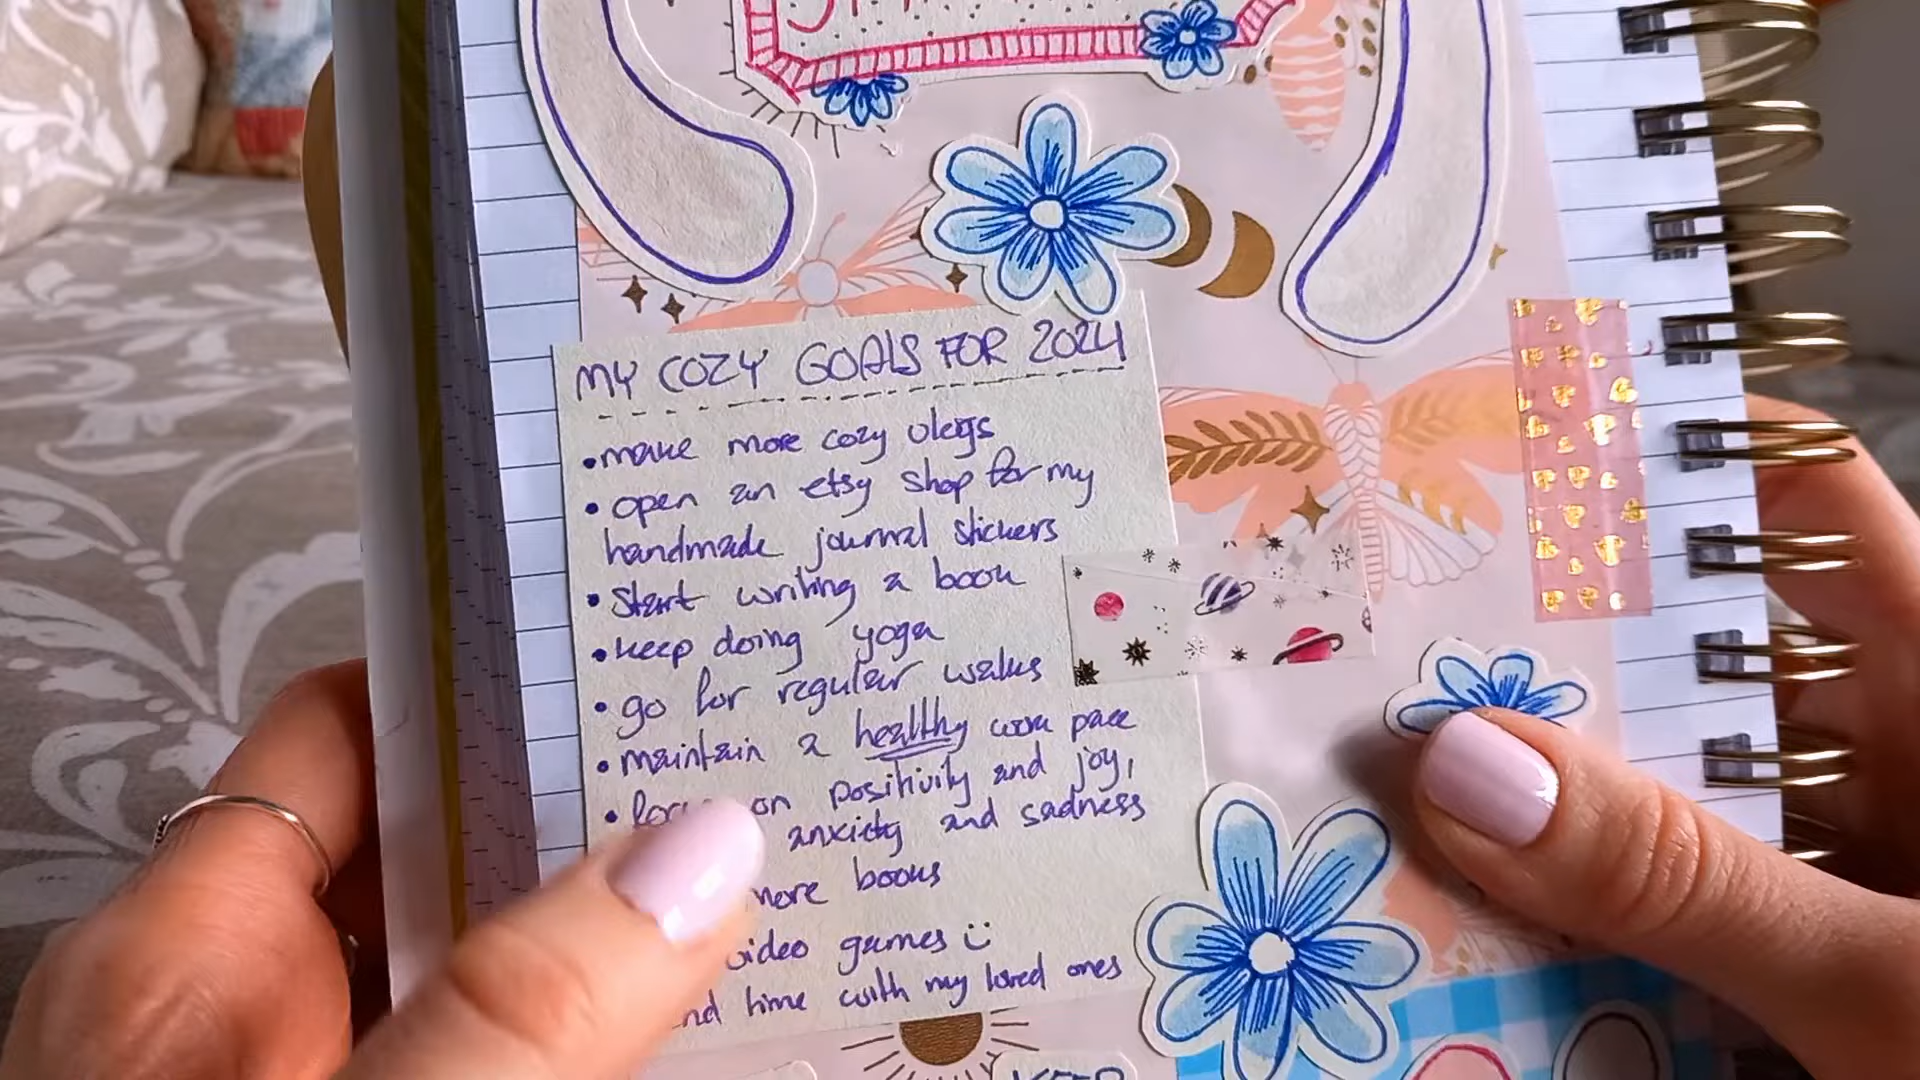 MY COZY GOALS FOR 2024
• make more cozy vlogs
• open an etsy shop for my
handmade journal stickers
• start writing a book
• keep doing yoga
• go for regular walks
• maintain a healthy work pace
• on positivity and joy,
anxiety and sadness
more books
video games ü
time with my loved ones
KEEP